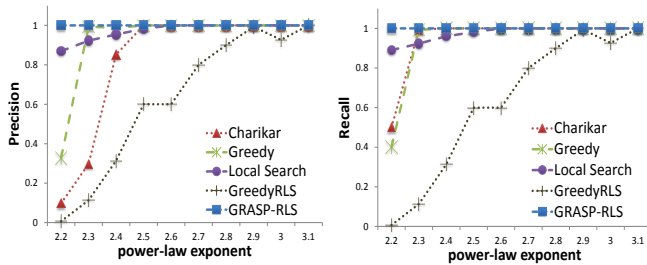 1
0.8
0.6
0.4
0.2
0
Precision
2.2 2.3 2.4 2.5 2.6 2.7 2.8 2.9 3 3.1
power-law exponent
Charikar
Greedy
Local Search
GreedyRLS
GRASP-RLS
1
0.8
0.6
0.4
0.2
0
Recall
2.2 2.3 2.4 2.5 2.6 2.7 2.8 2.9 3 3.1
power-law exponent
Charikar
Greedy
Local Search
GreedyRLS
GRASP-RLS